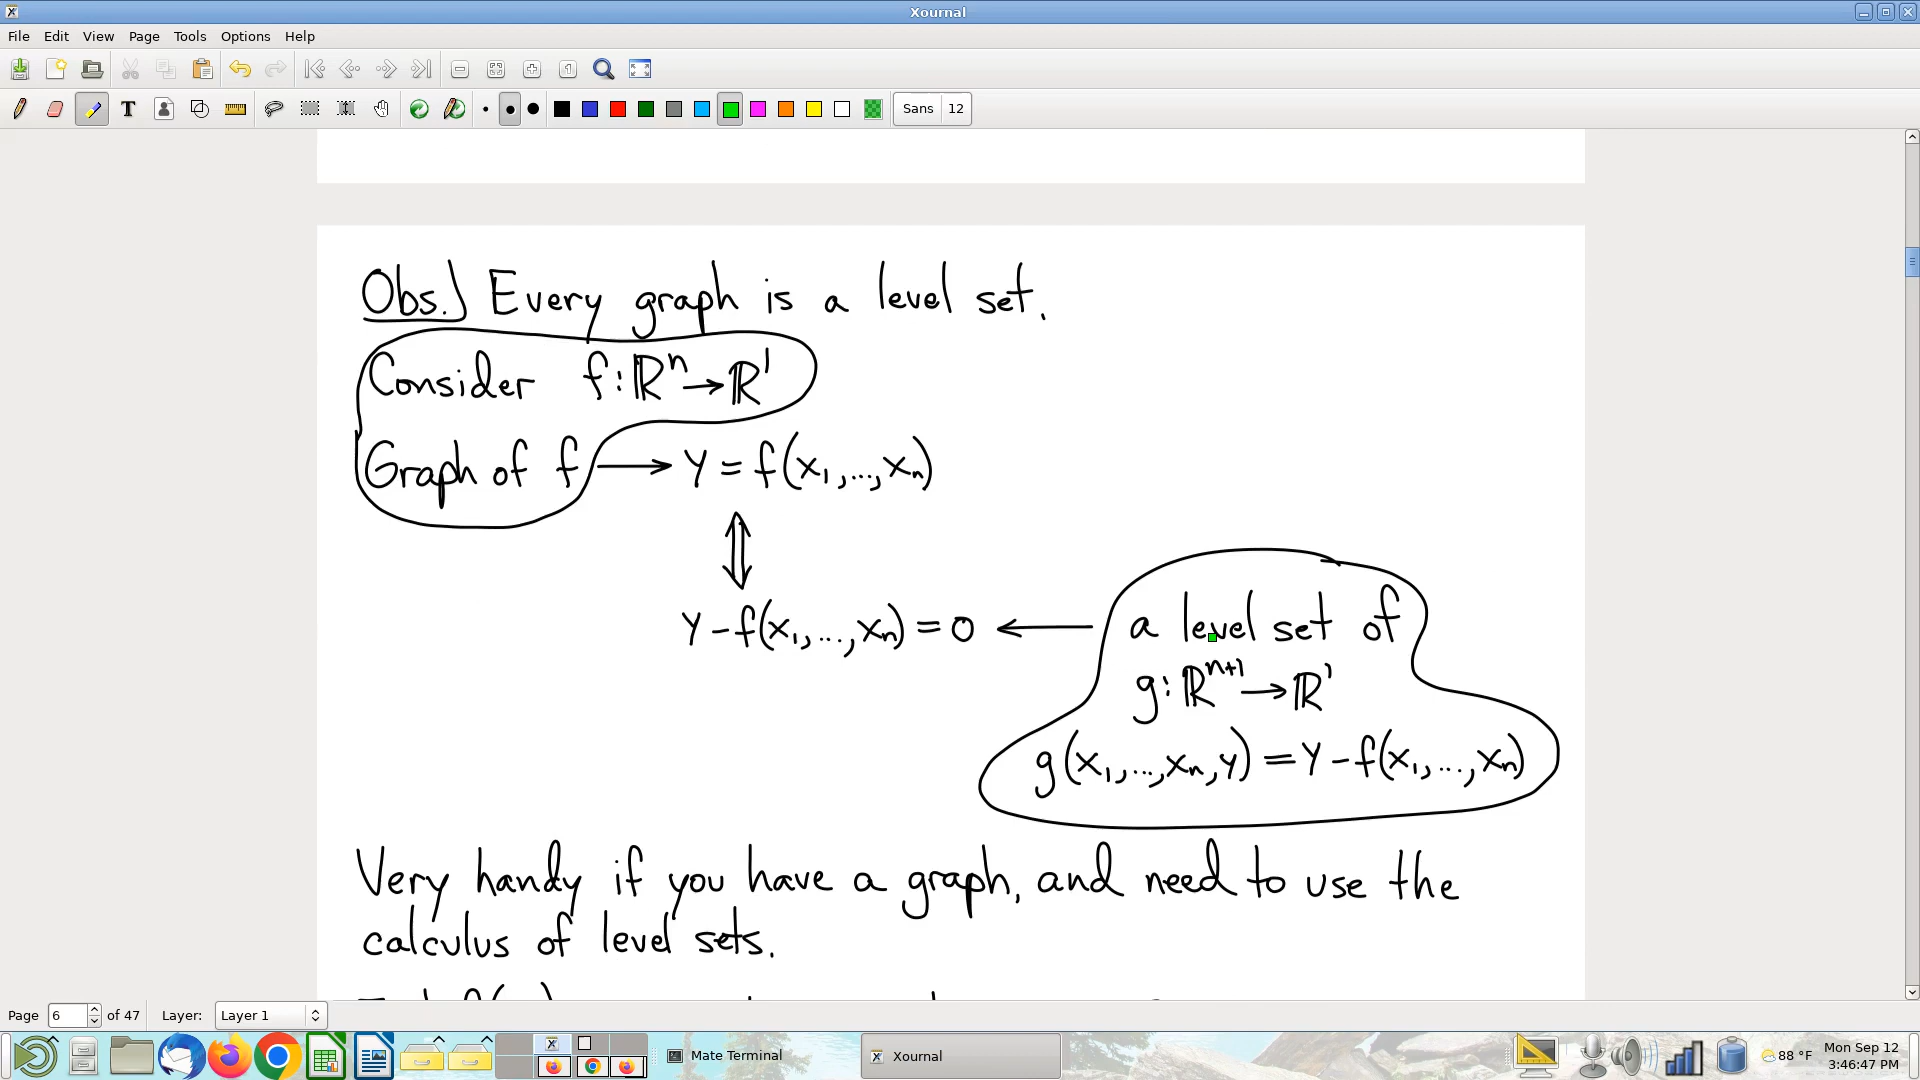 Xournal
File Edit View Page Tools Options Help
Sans 12
Obs.) Every graph is a level set.
Consider f:ℝⁿ→ℝ¹
Graph of f → y = f(x₁,...,xₙ)
⇕
y − f(x₁,...,xₙ) = 0 ← a level set of
g:ℝⁿ⁺¹→ℝ¹
g(x₁,...,xₙ,y) = y − f(x₁,...,xₙ)
Very handy if you have a graph, and need to use the
calculus of level sets.
Page 6 of 47 Layer: Layer 1
Mate Terminal
Xournal
88 °F
Mon Sep 12
3:46:47 PM